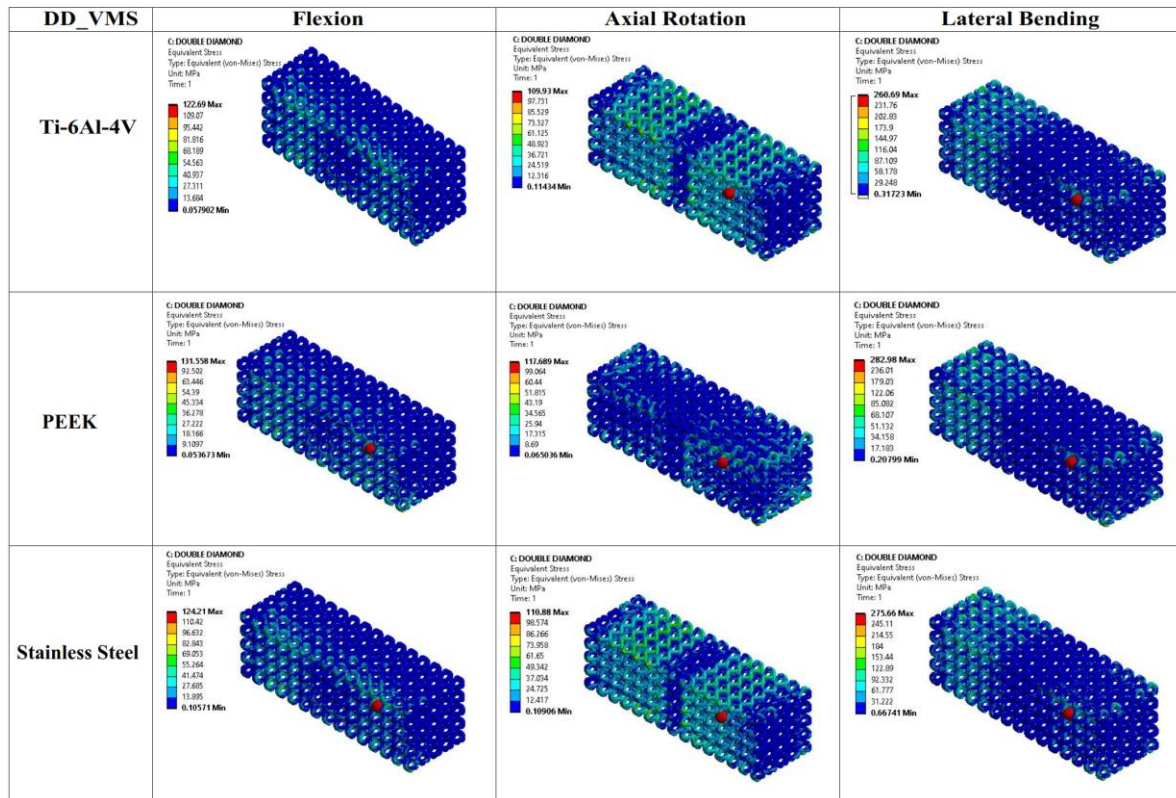 DD_VMS
Flexion
Axial Rotation
Lateral Bending
Ti-6Al-4V
C: DOUBLE DIAMOND
Equivalent Stress
Type: Equivalent (von-Mises) Stress
Unit: MPa
Time: 1
122.69 Max
109.07
95.442
81.816
68.189
54.563
40.937
27.311
13.684
0.057902 Min
C: DOUBLE DIAMOND
Equivalent Stress
Type: Equivalent (von-Mises) Stress
Unit: MPa
Time: 1
109.93 Max
97.731
85.529
73.327
61.125
48.923
36.721
24.519
12.316
0.11434 Min
C: DOUBLE DIAMOND
Equivalent Stress
Type: Equivalent (von-Mises) Stress
Unit: MPa
Time: 1
260.69 Max
231.76
202.83
173.9
144.97
116.04
87.109
58.178
29.248
0.31723 Min
PEEK
C: DOUBLE DIAMOND
Equivalent Stress
Type: Equivalent (von-Mises) Stress
Unit: MPa
Time: 1
131.558 Max
92.502
63.446
54.39
45.334
36.278
27.222
18.166
9.1097
0.053673 Min
C: DOUBLE DIAMOND
Equivalent Stress
Type: Equivalent (von-Mises) Stress
Unit: MPa
Time: 1
117.689 Max
99.064
60.44
51.815
43.19
34.565
25.94
17.315
8.69
0.065036 Min
C: DOUBLE DIAMOND
Equivalent Stress
Type: Equivalent (von-Mises) Stress
Unit: MPa
Time: 1
282.98 Max
236.01
179.03
122.06
85.082
68.107
51.132
34.158
17.183
0.20799 Min
Stainless Steel
C: DOUBLE DIAMOND
Equivalent Stress
Type: Equivalent (von-Mises) Stress
Unit: MPa
Time: 1
124.21 Max
110.42
96.632
82.843
69.053
55.264
41.474
27.685
13.895
0.10571 Min
C: DOUBLE DIAMOND
Equivalent Stress
Type: Equivalent (von-Mises) Stress
Unit: MPa
Time: 1
110.88 Max
98.574
86.266
73.958
61.65
49.342
37.034
24.725
12.417
0.10906 Min
C: DOUBLE DIAMOND
Equivalent Stress
Type: Equivalent (von-Mises) Stress
Unit: MPa
Time: 1
275.66 Max
245.11
214.55
184
153.44
122.89
92.332
61.777
31.222
0.66741 Min